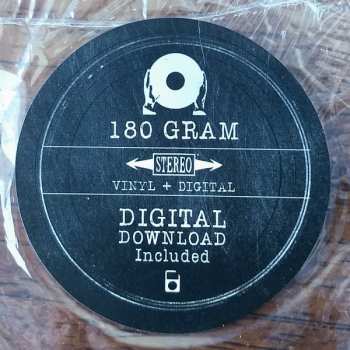 180 GRAM
STEREO
VINYL + DIGITAL
DIGITAL
DOWNLOAD
Included